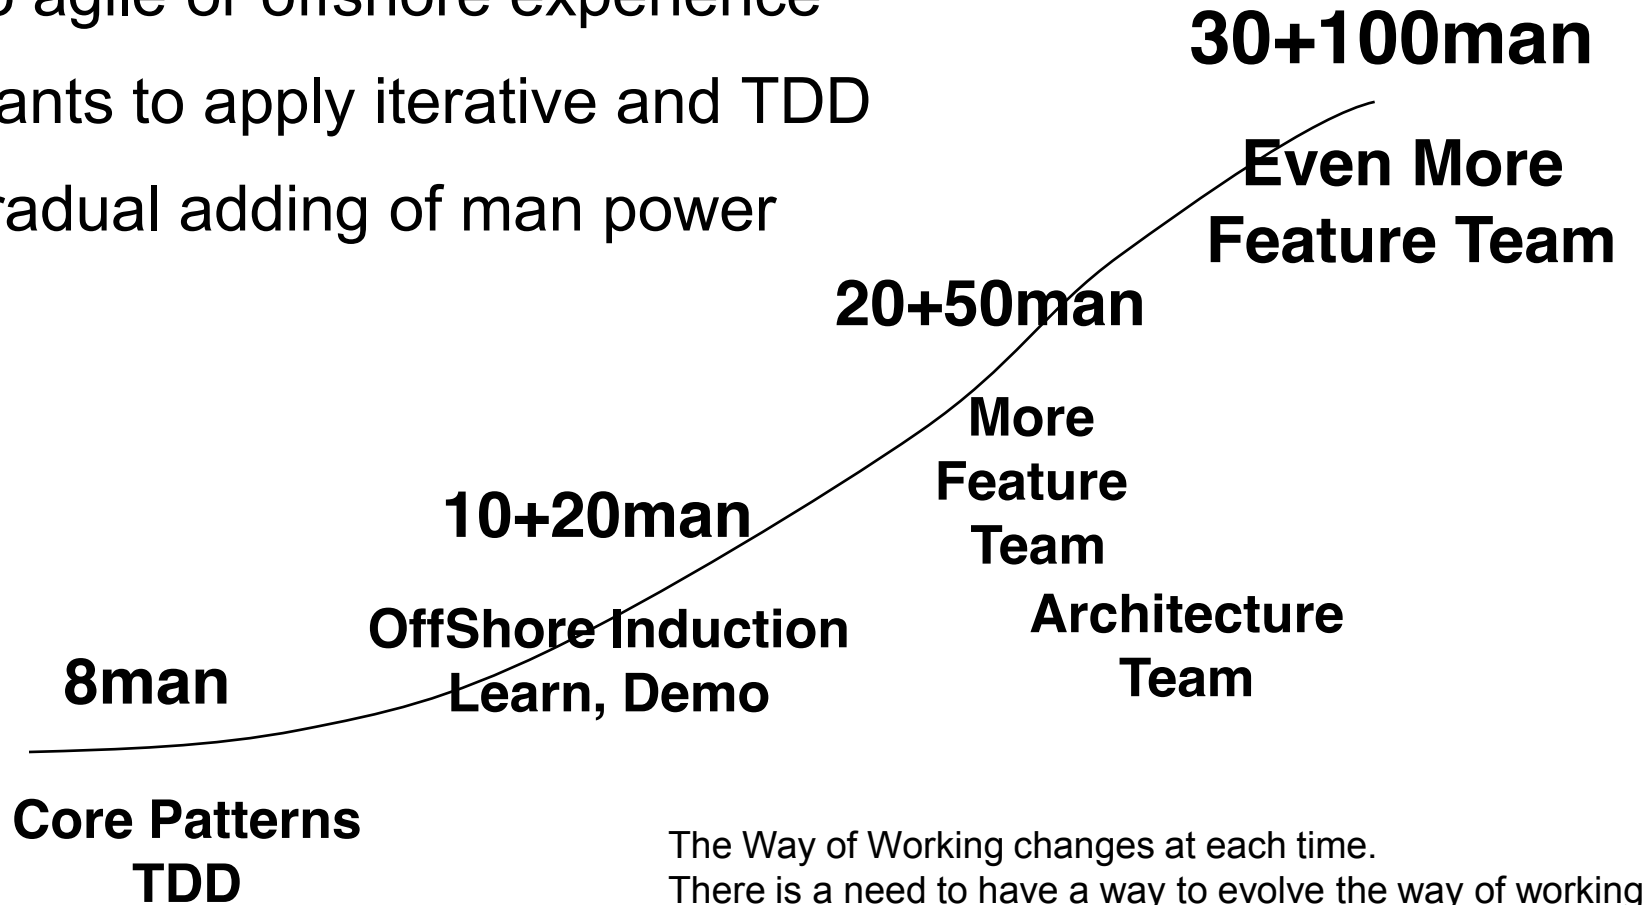 agile or offshore experience
to apply iterative and TDD
adding of man power
30+100man
Even More
Feature Team
20+50man
More
Feature
Team
Architecture
Team
10+20man
OffShore Induction
Learn, Demo
8man
Core Patterns
TDD
The Way of Working changes at each time.
There is a need to have a way to evolve the way of working